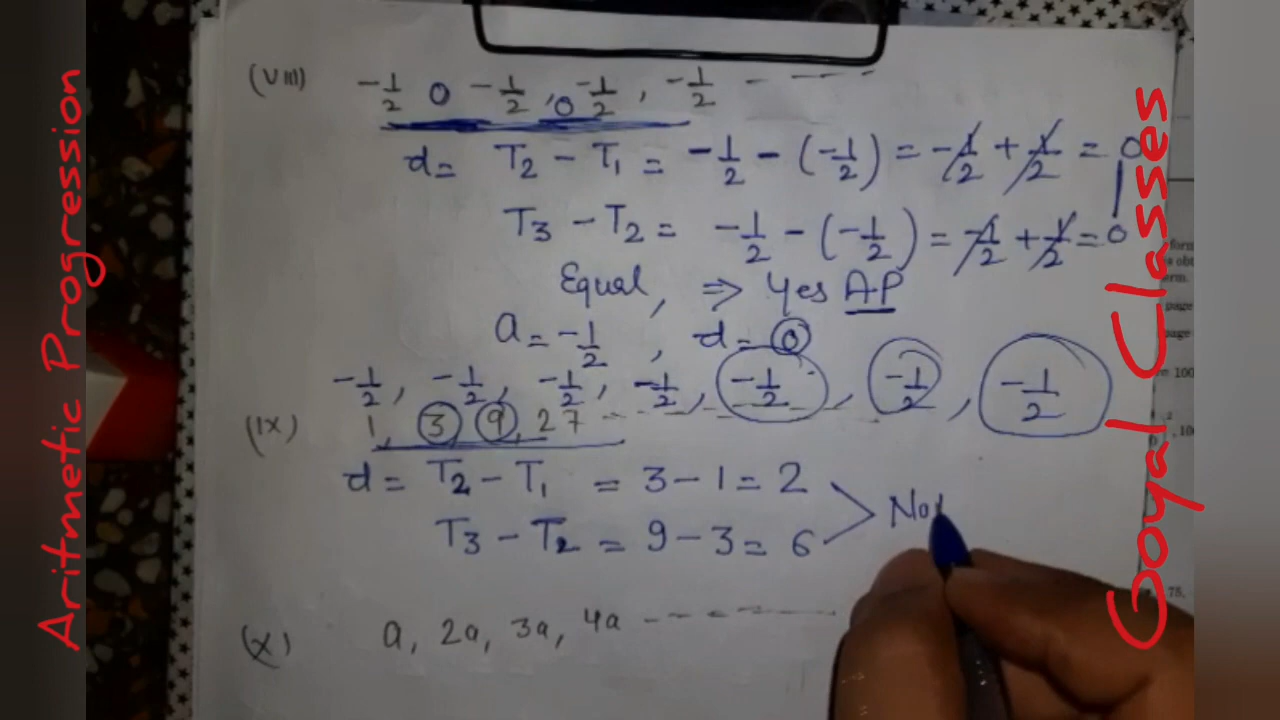 Aritmetic Progression
(VIII) -1/2 0 -1/2, 0 -1/2, -1/2 - - - -
d = T₂ - T₁ = -1/2 - (-1/2) = -1/2 + 1/2 = 0
T₃ - T₂ = -1/2 - (-1/2) = -1/2 + 1/2 = 0
Equal, ⇒ Yes AP
a = -1/2, d = 0
-1/2, -1/2, -1/2, -1/2, -1/2, -1/2, -1/2
(IX) 1, 3, 9, 27 - - - -
d = T₂ - T₁ = 3 - 1 = 2
T₃ - T₂ = 9 - 3 = 6
Not
(X) a, 2a, 3a, 4a - - - -
Goyal Classes